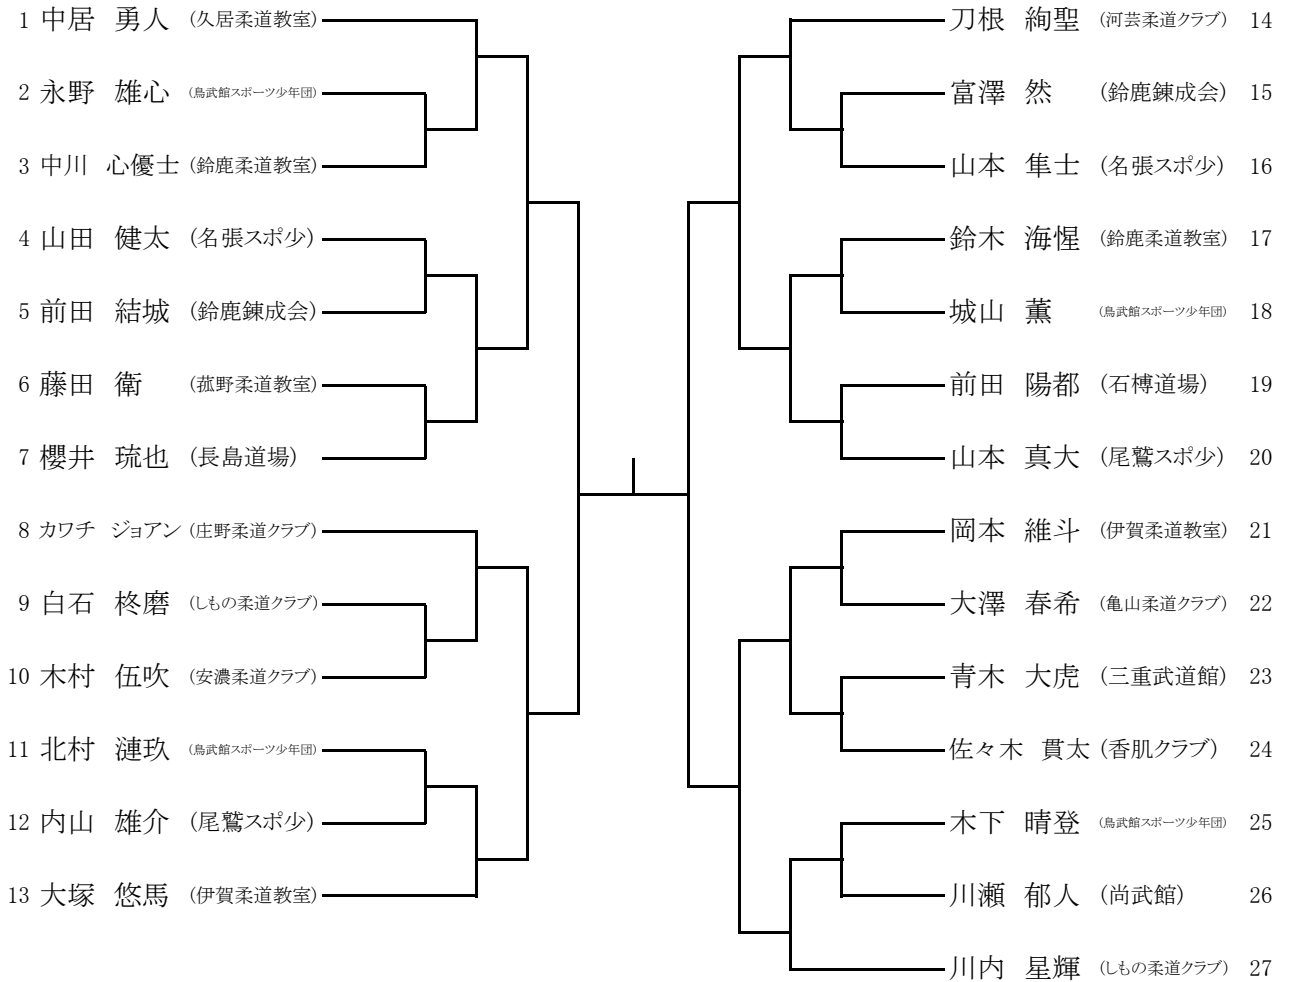 1 中居 勇人 (久居柔道教室)
2 永野 雄心 (鳥武館スポーツ少年団)
3 中川 心優士 (鈴鹿柔道教室)
4 山田 健太 (名張スポ少)
5 前田 結城 (鈴鹿錬成会)
6 藤田 衛 (菰野柔道教室)
7 櫻井 琉也 (長島道場)
8 カワチ ジョアン (庄野柔道クラブ)
9 白石 柊磨 (しもの柔道クラブ)
10 木村 伍吹 (安濃柔道クラブ)
11 北村 漣玖 (鳥武館スポーツ少年団)
12 内山 雄介 (尾鷲スポ少)
13 大塚 悠馬 (伊賀柔道教室)
刀根 絢聖 (河芸柔道クラブ) 14
富澤 然 (鈴鹿錬成会) 15
山本 隼士 (名張スポ少) 16
鈴木 海惺 (鈴鹿柔道教室) 17
城山 薫 (鳥武館スポーツ少年団) 18
前田 陽都 (石榑道場) 19
山本 真大 (尾鷲スポ少) 20
岡本 維斗 (伊賀柔道教室) 21
大澤 春希 (亀山柔道クラブ) 22
青木 大虎 (三重武道館) 23
佐々木 貫太 (香肌クラブ) 24
木下 晴登 (鳥武館スポーツ少年団) 25
川瀬 郁人 (尚武館) 26
川内 星輝 (しもの柔道クラブ) 27